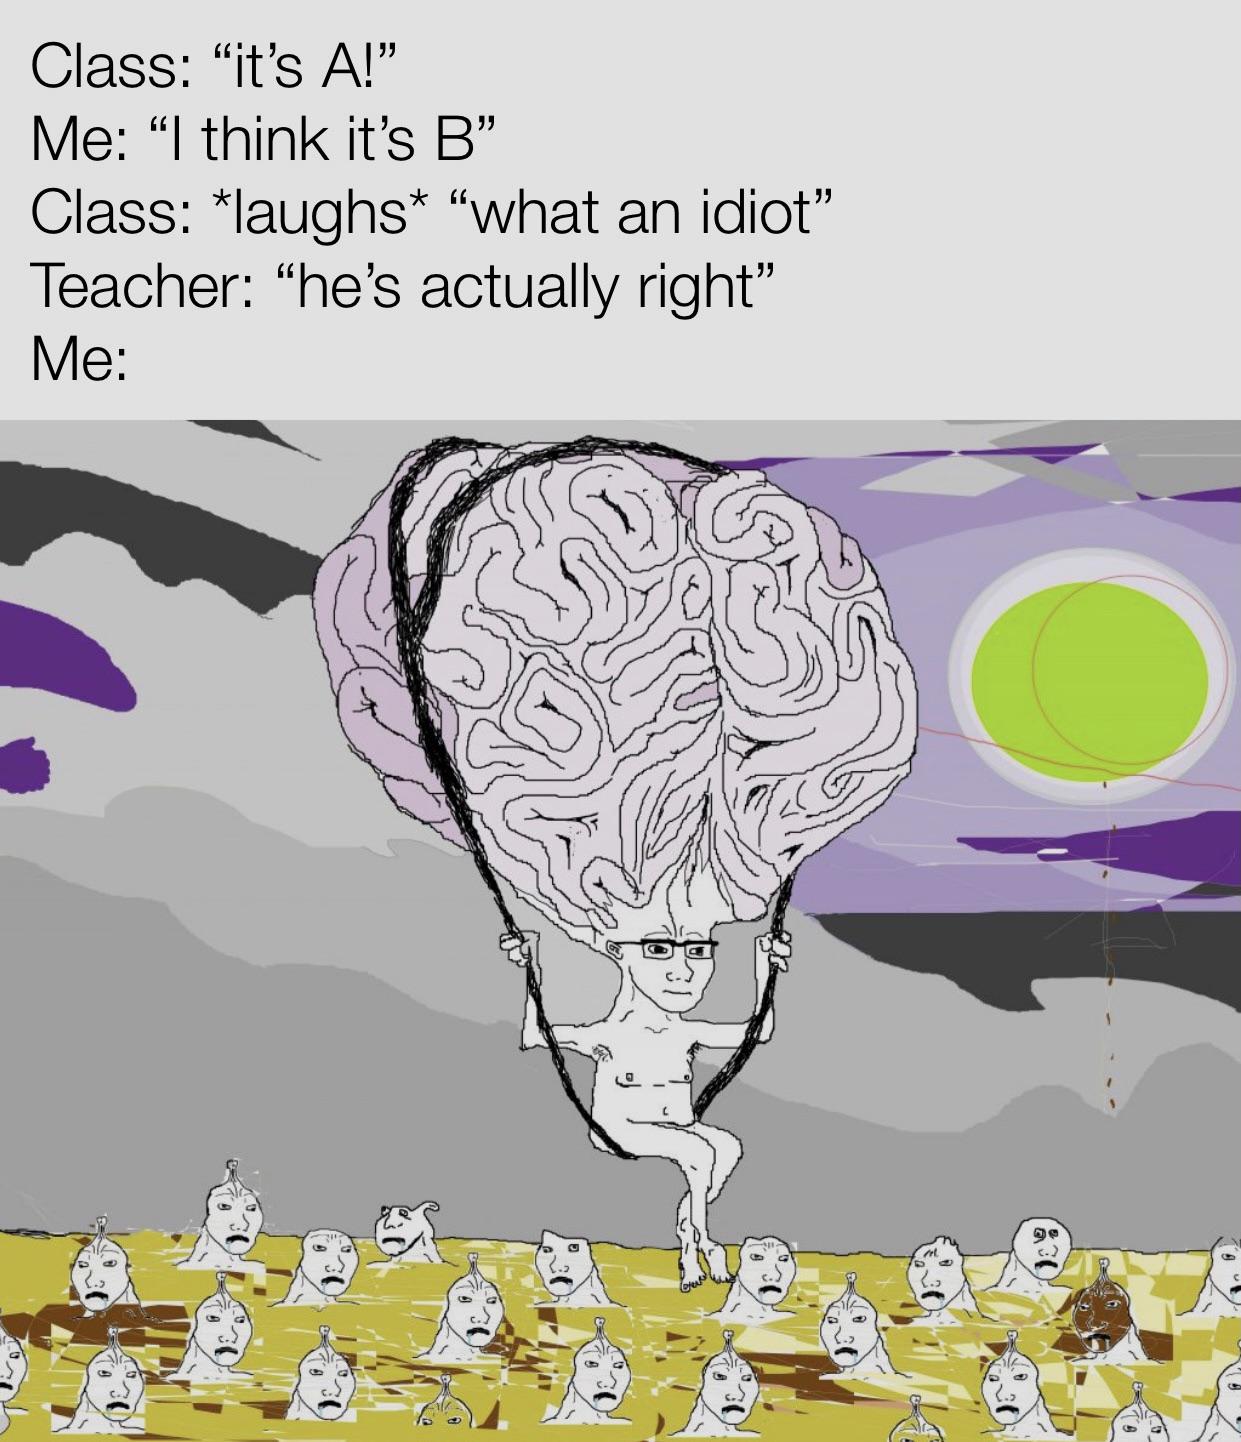 Class: “it’s A!”
Me: “I think it’s B”
Class: *laughs* “what an idiot”
Teacher: “he’s actually right”
Me: